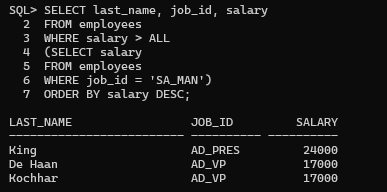 SQL> SELECT last_name, job_id, salary
  2  FROM employees
  3  WHERE salary > ALL
  4  (SELECT salary
  5  FROM employees
  6  WHERE job_id = 'SA_MAN')
  7  ORDER BY salary DESC;

LAST_NAME                 JOB_ID         SALARY
------------------------- ---------- ----------
King                      AD_PRES         24000
De Haan                   AD_VP           17000
Kochhar                   AD_VP           17000